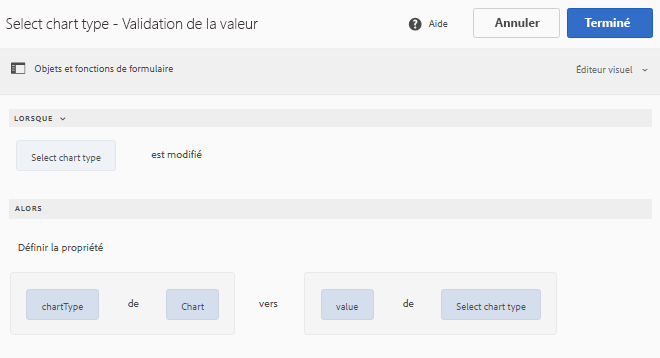 Select chart type - Validation de la valeur
Aide
Annuler
Terminé
Objets et fonctions de formulaire
Éditeur visuel
LORSQUE
Select chart type est modifié
ALORS
Définir la propriété
chartType de Chart vers value de Select chart type